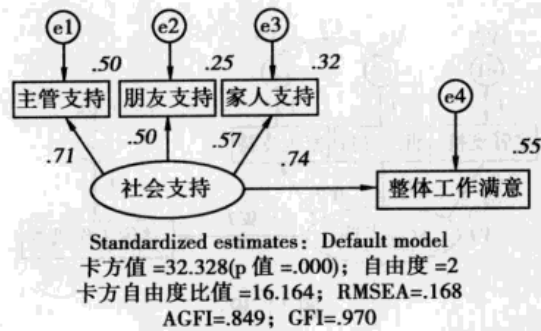 e1
e2
e3
.50
.25
.32
主管支持
朋友支持
家人支持
e4
.71
.50
.57
.74
.55
社会支持
整体工作满意
Standardized estimates: Default model
卡方值=32.328(p 值=.000); 自由度=2
卡方自由度比值=16.164; RMSEA=.168
AGFI=.849; GFI=.970